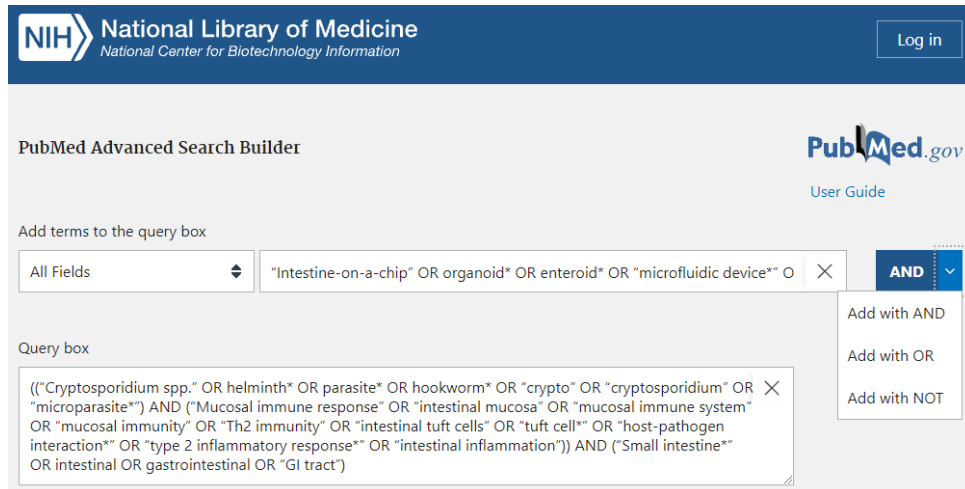 NIH National Library of Medicine
National Center for Biotechnology Information
Log in
PubMed Advanced Search Builder
PubMed.gov
User Guide
Add terms to the query box
All Fields
“Intestine-on-a-chip” OR organoid* OR enteroid* OR “microfluidic device*” O
AND
Add with AND
Add with OR
Add with NOT
Query box
((“Cryptosporidium spp.” OR helminth* OR parasite* OR hookworm* OR “crypto” OR “cryptosporidium” OR
“microparasite*”) AND (“Mucosal immune response” OR “intestinal mucosa” OR “mucosal immune system”
OR “mucosal immunity” OR “Th2 immunity” OR “intestinal tuft cells” OR “tuft cell*” OR “host-pathogen
interaction*” OR “type 2 inflammatory response*” OR “intestinal inflammation”)) AND (“Small intestine*”
OR intestinal OR gastrointestinal OR “GI tract”)